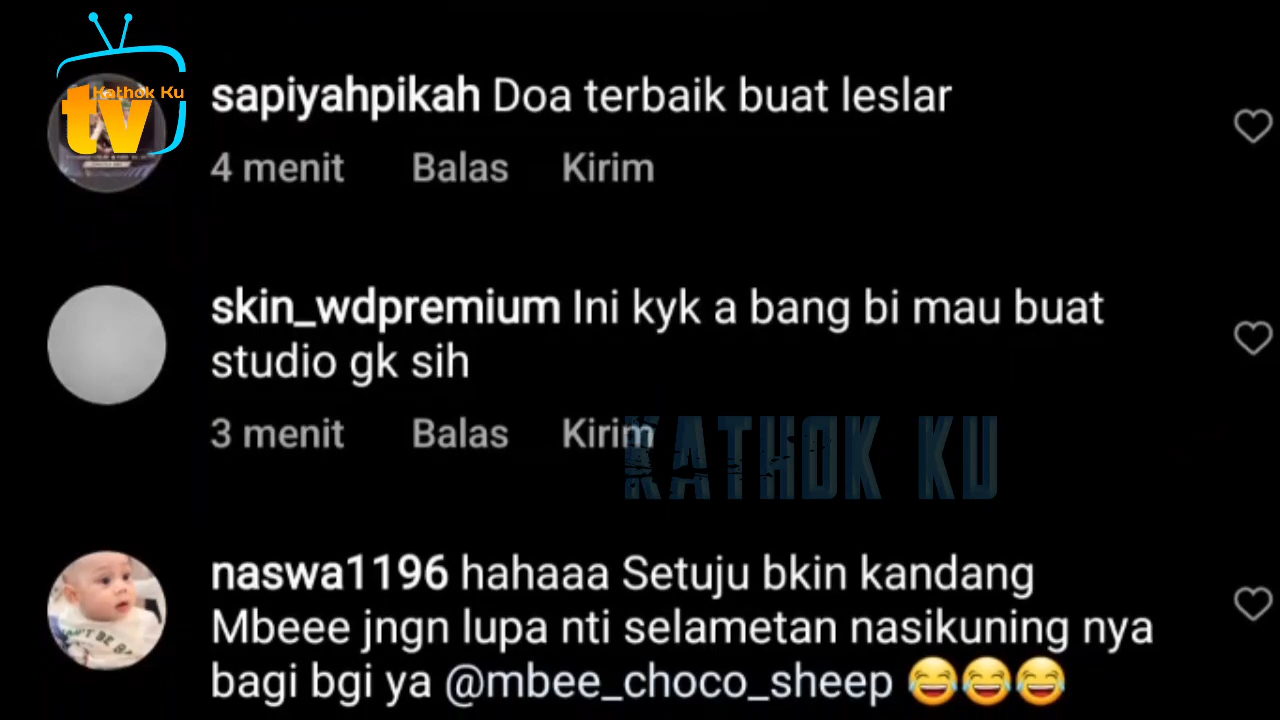 Kathok Ku
tv
sapiyahpikah Doa terbaik buat leslar
4 menit Balas Kirim
skin_wdpremium Ini kyk a bang bi mau buat
studio gk sih
3 menit Balas Kirim
KATHOK KU
naswa1196 hahaaa Setuju bkin kandang
Mbeee jngn lupa nti selametan nasikuning nya
bagi bgi ya @mbee_choco_sheep 😂😂😂